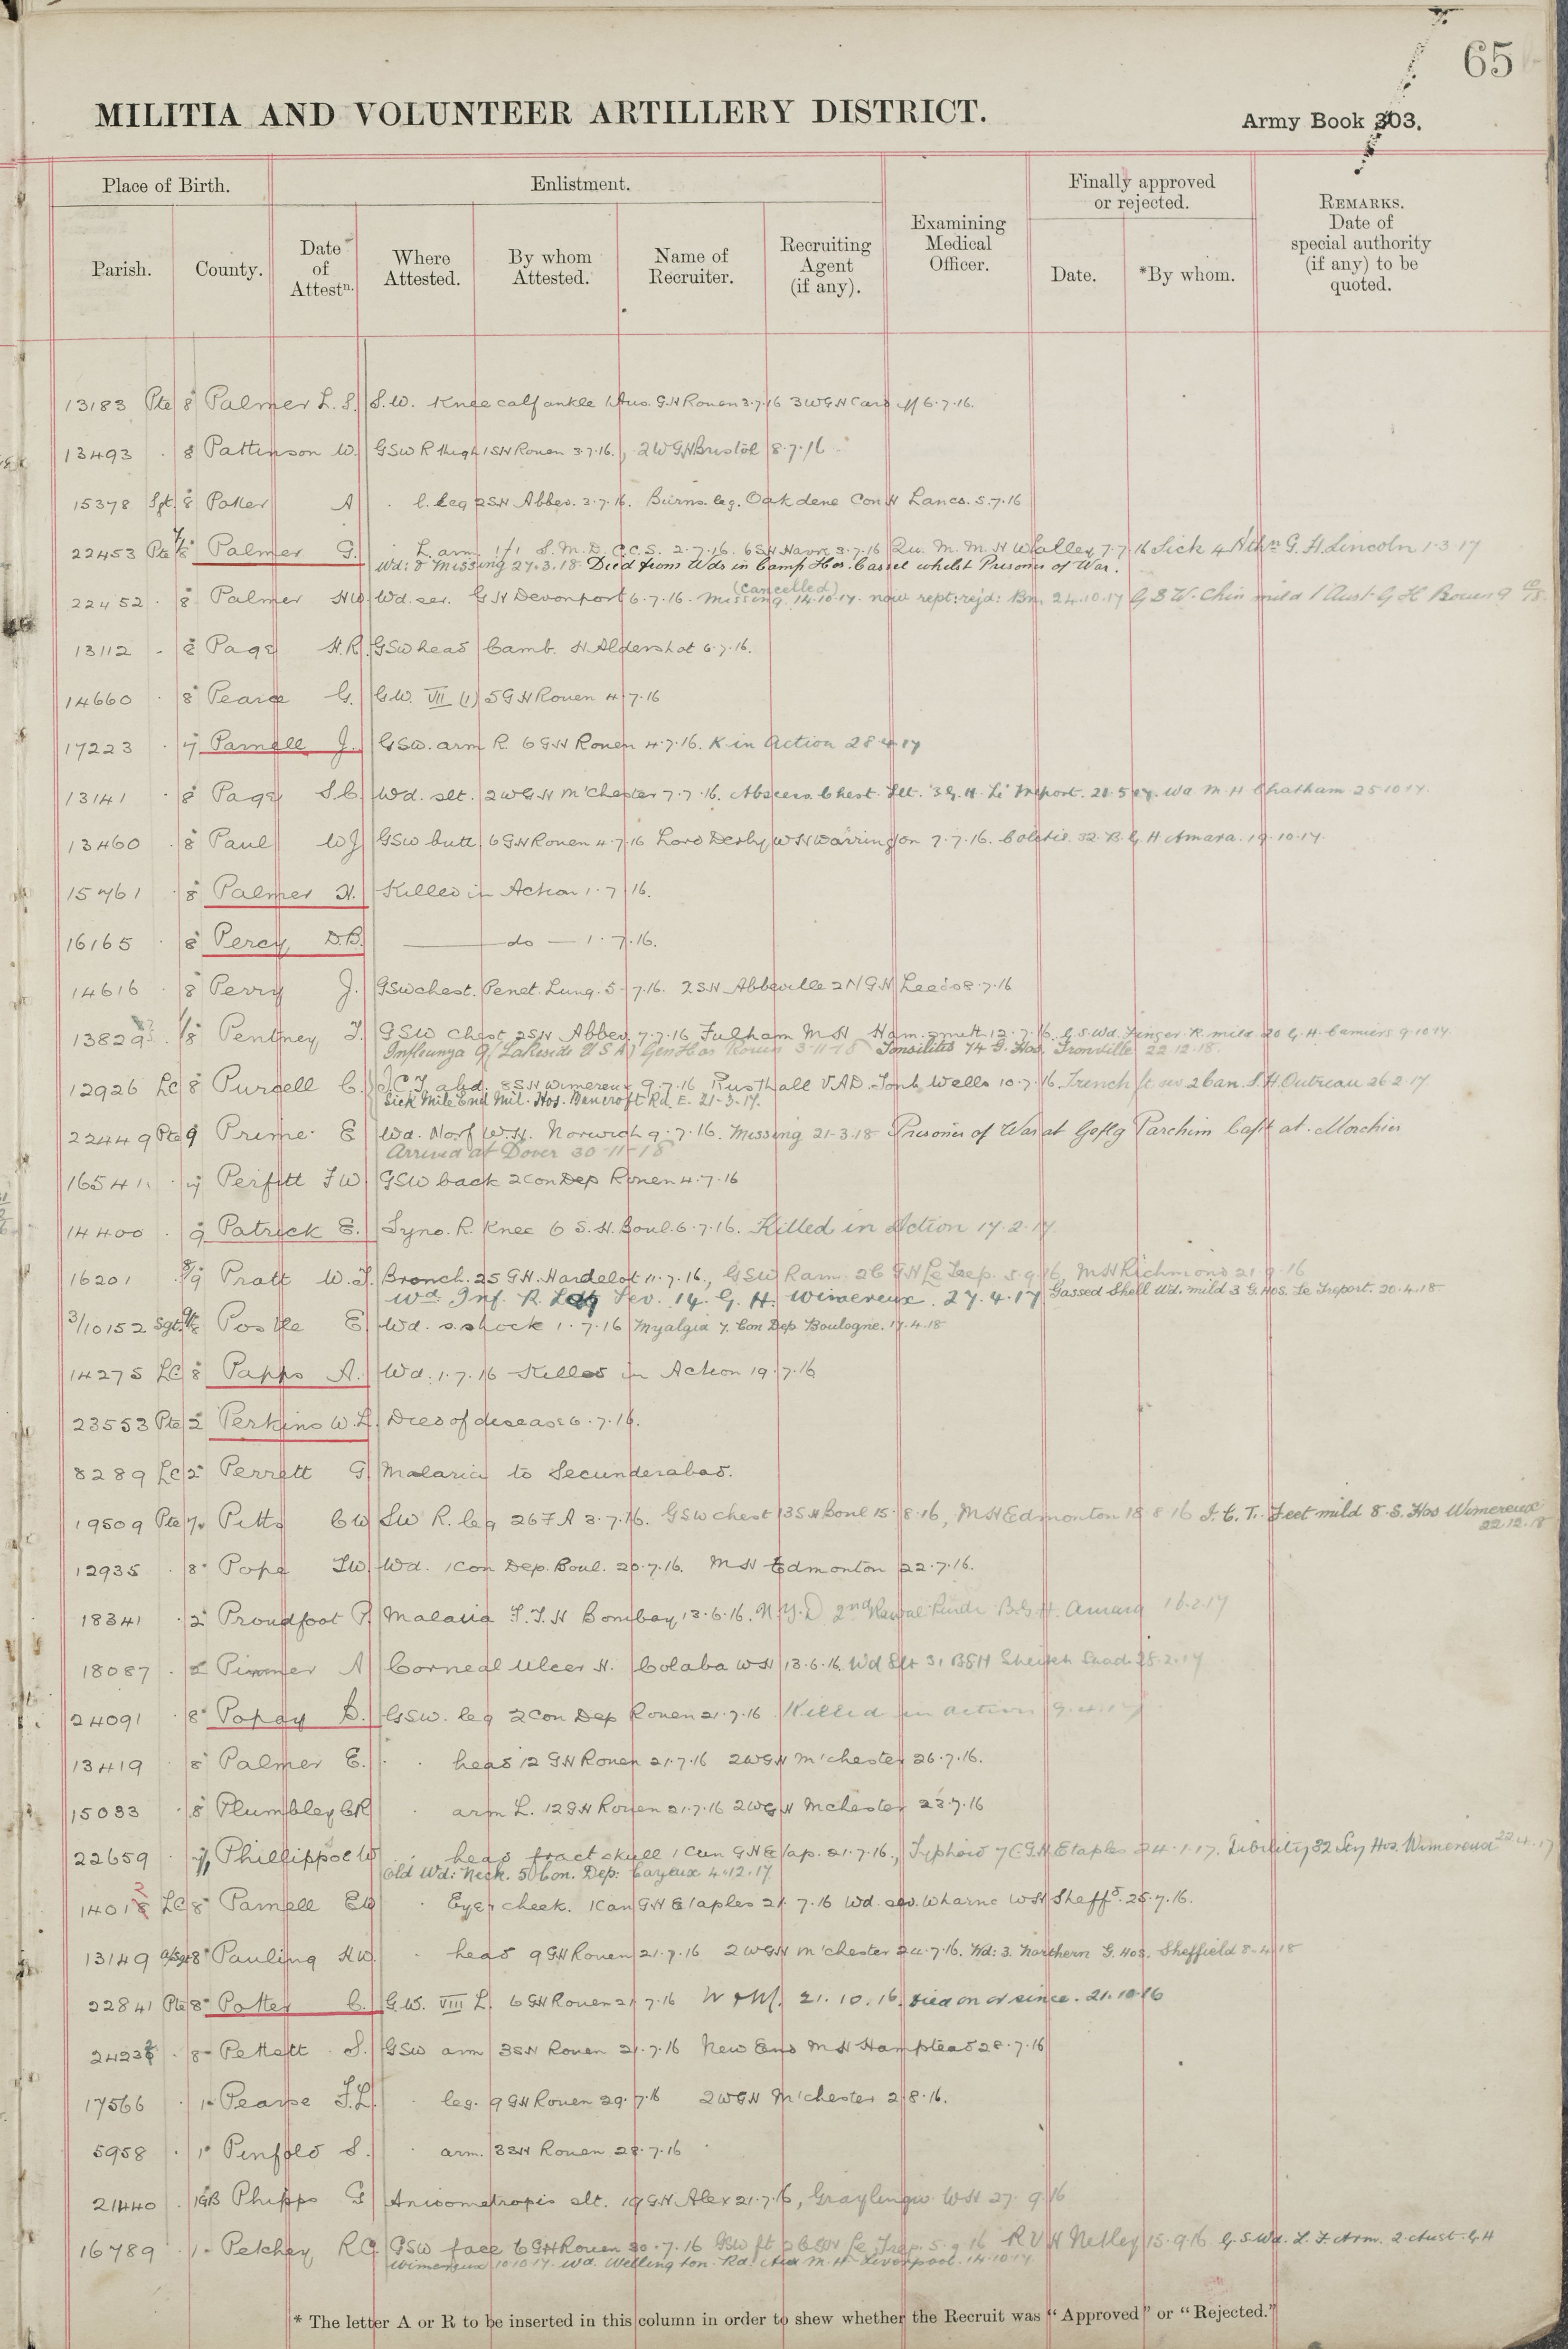 65
MILITIA AND VOLUNTEER ARTILLERY DISTRICT.
Army Book 303.
Place of Birth.
Enlistment.
Finally approved or rejected.
Parish.
County.
Date of Attestn.
Where Attested.
By whom Attested.
Name of Recruiter.
Recruiting Agent (if any).
Examining Medical Officer.
Date.
*By whom.
REMARKS. Date of special authority (if any) to be quoted.
13183 Pte 8 Palmer L. S. S.W. Knee calf ankle 1 Aus. G.H Rouen 3.7.16 3 W G H Cardiff 6.7.16.
13493 . 8 Pattinson W. GSW R thigh 1 SH Rouen 3.7.16. 2 W G H Bristol 8.7.16
15378 Sgt 8 Potter A . l. leg 2 SH Abbev. 3.7.16. Burns leg. Oakdene Con H Lancs. 5.7.16
22453 Pte 7/8 Palmer G. . L. arm. 1/1 S.M.D. C.C.S. 2.7.16. 6 SH Havre 3.7.16 Qu. M. M. H Whalley 7.7.16 Sick 4 Nthn G. H Lincoln 1.3.17
Wd: & Missing 27.3.18 Died from Wds in Camp Hos. Cassel whilst Prisoner of War.
22452 . 8 Palmer HW Wd. sev. G H Devonport 6.7.16. Missing (Cancelled) 14.10.17. now rept: rejd: Bn. 24.10.17 G S W. Chin mild 1 Aust G H Rouen 9
13112 . 8 Page H.R. GSW head Camb. H Aldershot 6.7.16.
14660 . 8 Pearce G. G.W. VII (1) 5 G H Rouen 4.7.16
17223 . 7 Parnell J. GSW. arm R. 6 G H Rouen 4.7.16. K in Action 28.4.17
13141 . 8 Page S.C. Wd. slt. 2 W G H M'Chester 7.7.16. Abscess Chest. Slt. 3 G. H. Le Treport. 21.5.17. Wd M. H Chatham 25 10 17.
13460 . 8 Paul WJ GSW butt 6 G H Rouen 4.7.16 Lord Derby W H Warrington 7.7.16. Colitis. 32. B. G. H Amara. 19.10.17.
15761 . 8 Palmer H. Killed in Action 1.7.16.
16165 . 8 Percy D.B. — do — 1.7.16.
14616 . 8 Perry J. GSW chest. Penet. Lung. 5.7.16. 2 S.H Abbeville 2 N G H Leeds 8.7.16
13829 . 1/8 Pentney J. GSW Chest 2 SH Abbev 7.7.16 Fulham M H Ham.smith 12.7.16. G.S.Wd. Finger. R. mild 20 G. H. Camiers 9.10.17.
Influenza 9 (Lakeside U S A) Gen Hos Rouen 3-11-18 Tonsilitis 74 G. Hos. Tronville 22.12.18.
12926 LC 8 Purcell C. I.C.T. abd. 8 SH Wimereux 9.7.16 Rusthall VAD. Tonb. Wells 10.7.16. Trench ft sev 2 Can. S. H. Outreau 26.2.17.
Sick Mile End Mil. Hos. Bancroft Rd. E. 21-3-17.
22449 Pte 9 Prime E Wd. Norf W.H. Norwich 9.7.16. Missing 21-3-18 Prisoner of War at Gefl Parchim Capt at. Morchies
Arrived at Dover 30-11-18
16541 . 7 Perfitt FW GSW back 2 Con Dep Rouen 4.7.16
14400 . 9 Patrick E. Syno. R. Knee 6 S. H. Boul. 6.7.16. Killed in Action 17.2.17.
16201 8/9 Pratt W. J. Bronch. 25 G.H. Hardelot 11.7.16., GSW R arm. 26 G H Le Trep. 5.9.16, M H Richmond 21.9.16
Wd Inf. R. Leg Sev. 14. G. H. Wimereux. 27.4.17 Gassed Shell Wd. mild 3 G. Hos. Le Treport. 20.4.18
3/10152 Sgt 8 Postle E Wd. s. shock 1.7.16 Myalgia 7. Con Dep Boulogne. 17.4.18
14275 LC 8 Papps A. Wd. 1.7.16 Killed in Action 19.7.16
23553 Pte 2 Perkins W. L. Died of disease 6.7.16.
8289 LC 2 Perrett G Malaria to Secunderabad.
19509 Pte 7 Pitts CW SW R. leg 26 F A 3.7.16. GSW chest 13 SH Boul 15.8.16, M H Edmonton 18.8.16 I. C. T. Feet mild 8. S. Hos Wimereux 22.12.18
12935 . 8 Pope FW Wd. 1 Con Dep. Boul. 20.7.16. M H Edmonton 22.7.16.
18341 . 2 Proudfoot P. Malaria F. F. H Bombay 13.6.16. N.Y.D 2nd Rawal Pindi B.G.H. Amara 16.2.17
18087 . 2 Pimmer A Corneal Ulcer H. Colaba W H 13.6.16. Wd Slt 31 BSH Sheikh Saad. 28.2.17
24091 . 8 Popay D. GSW. leg 2 Con Dep Rouen 21.7.16 Killed in action 9.4.17
13419 . 8 Palmer E. . . head 12 G H Rouen 21.7.16 2 W G H M'chester 26.7.16.
15083 . 8 Plumbley CR . arm L. 12 G H Rouen 21.7.16 2 W G H Mchester 23.7.16
22659 . 7 Phillippo EW . head fract skull 1 Can G H Etap. 21.7.16., Typhoid 7 C.G.H. Etaples 24.1.17. Debility 32 Sty Hos. Wimereux 22.4.17
Old Wd: Neck. 5 Con. Dep: Cayeux 4.12.17.
14012 LC 8 Parnell EW . Eye & cheek. 1 Can G H Etaples 21.7.16 Wd. sev. Wharnc W H Sheffd. 25.7.16.
13149 a/Sgt 8 Pauling HW . head 9 G H Rouen 21.7.16 2 W G H M'chester 24.7.16. Wd: 3. Northern G. Hos. Sheffield 8.4.18
22841 Pte 8 Potter C. G.W. VIII L. 6 G H Rouen 21.7.16 W & M. 21.10.16. Died on or since. 21.10.16
2423 . 8 Pettett S. GSW arm 3 SH Rouen 21.7.16 New End M H Hampstead 28.7.16
17566 . 1 Pearse F.L. . leg. 9 G H Rouen 29.7.16 2 W G H M'chester 2.8.16.
5958 . 1 Penfold S. . arm. 3 SH Rouen 28.7.16
21440 . 1GB Phipps G Anisometropia slt. 19 G H Alex 21.7.16, Graylingw. W H 27.9.16
16789 . 1 Petchey R.G. GSW face 6 G H Rouen 30.7.16 GSW ft 26 G H Le Trep. 5.9.16 R V H Netley 15.9.16. G. S. Wd. L. F. Arm. 2. Aust. G H
Wimereux 10.10.17. Wd. Wellington. Rd. Aux M. H Liverpool. 14.10.17.
* The letter A or R to be inserted in this column in order to shew whether the Recruit was “Approved” or “Rejected.”